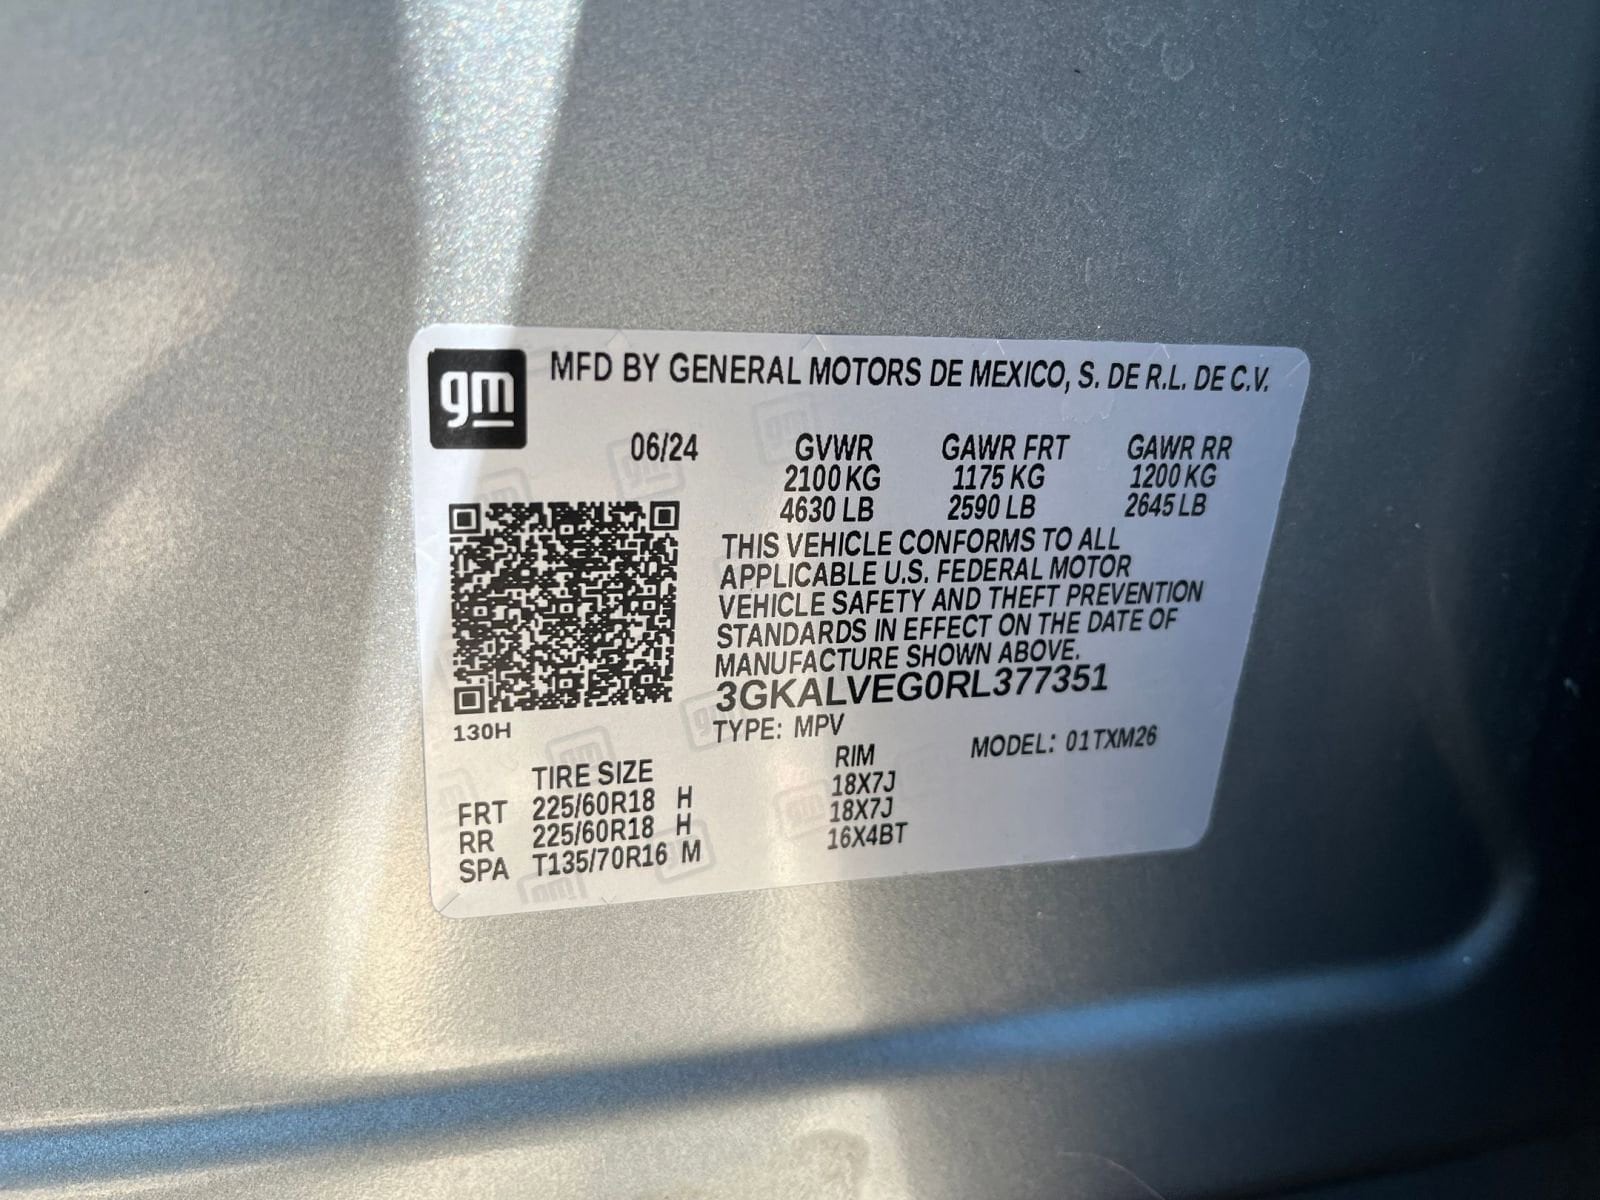 gm
MFD BY GENERAL MOTORS DE MEXICO, S. DE R.L. DE C.V.
06/24 GVWR GAWR FRT GAWR RR
2100 KG 1175 KG 1200 KG
4630 LB 2590 LB 2645 LB
THIS VEHICLE CONFORMS TO ALL
APPLICABLE U.S. FEDERAL MOTOR
VEHICLE SAFETY AND THEFT PREVENTION
STANDARDS IN EFFECT ON THE DATE OF
MANUFACTURE SHOWN ABOVE.
3GKALVEG0RL377351
130H
TYPE: MPV MODEL: 01TXM26
TIRE SIZE RIM
FRT 225/60R18 H 18X7J
RR 225/60R18 H 18X7J
SPA T135/70R16 M 16X4BT